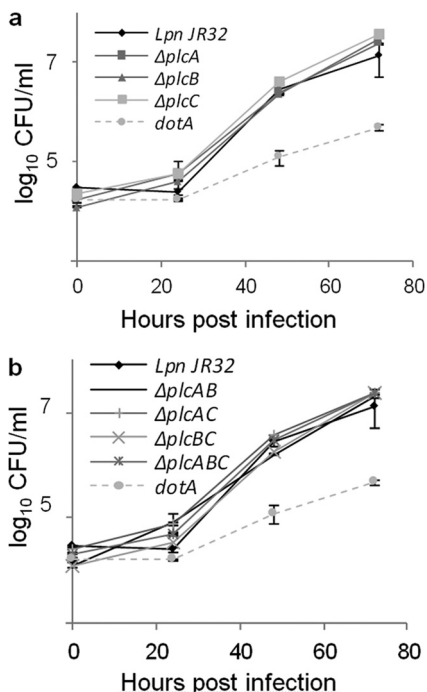 a
Lpn JR32
ΔplcA
ΔplcB
ΔplcC
dotA
7
5
log10 CFU/ml
0 20 40 60 80
Hours post infection
b
Lpn JR32
ΔplcAB
ΔplcAC
ΔplcBC
ΔplcABC
dotA
7
5
log10 CFU/ml
0 20 40 60 80
Hours post infection